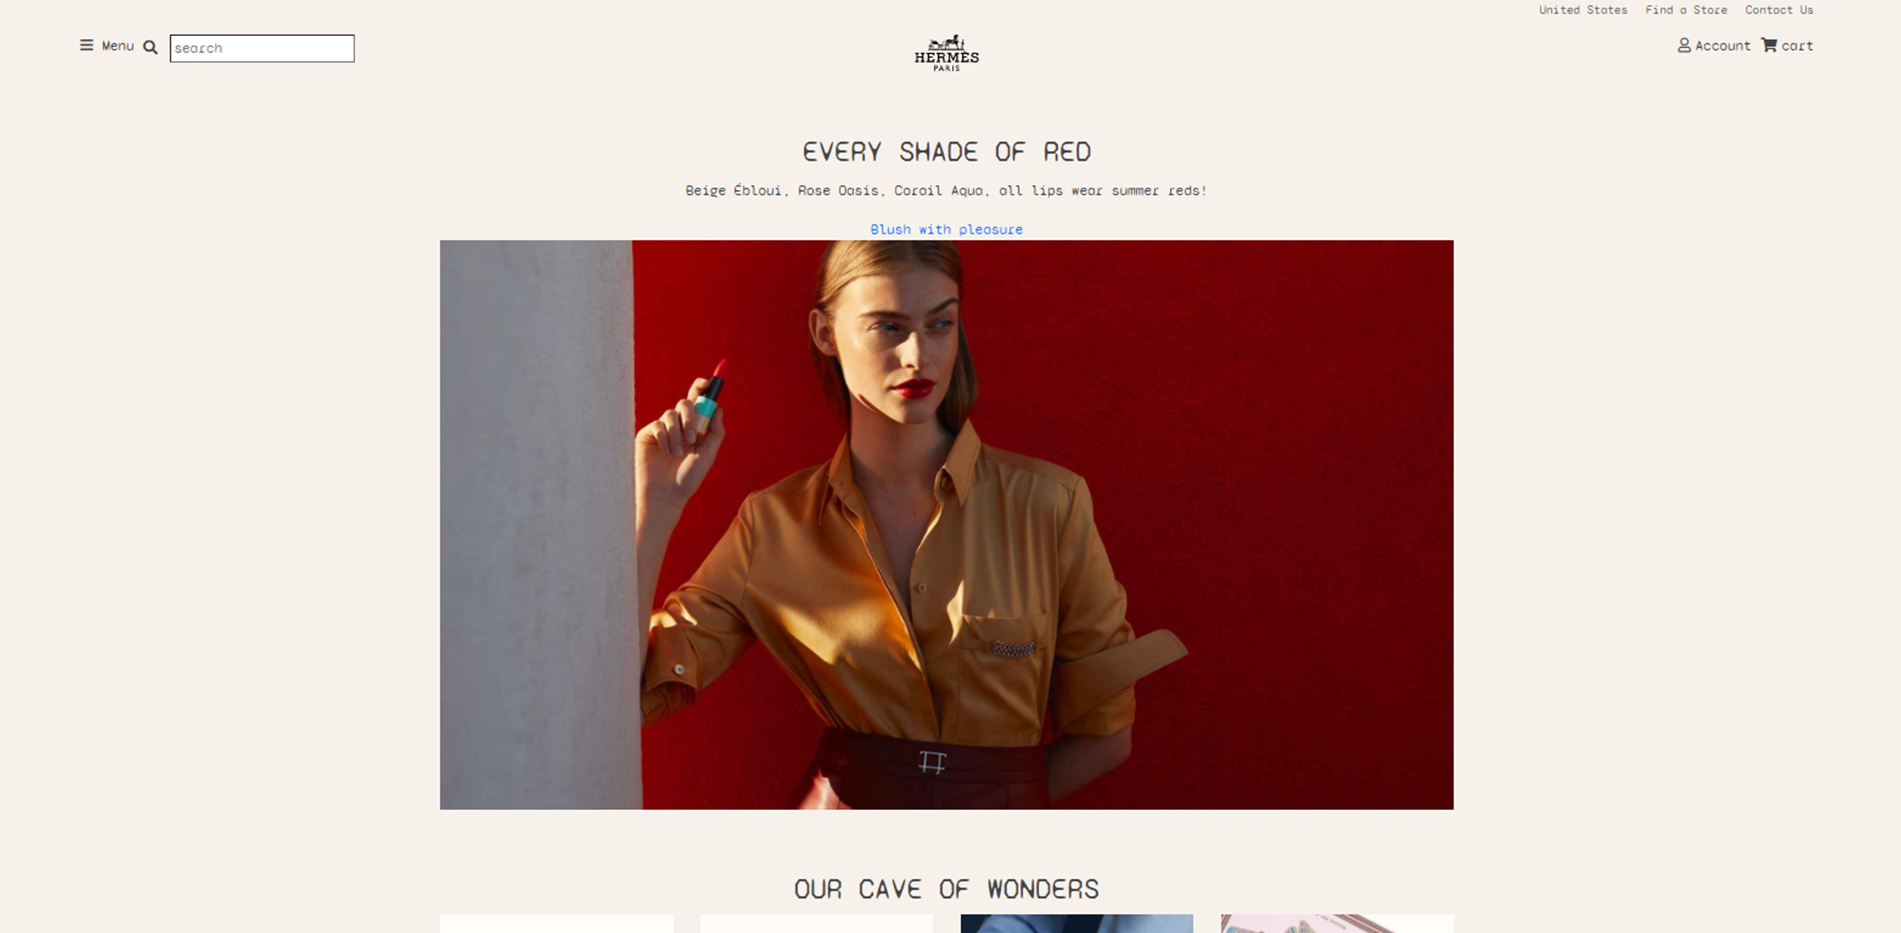 United States Find a Store Contact Us
Menu search
HERMÈS
PARIS
Account cart
EVERY SHADE OF RED
Beige Ébloui, Rose Oasis, Corail Aqua, all lips wear summer reds!
Blush with pleasure
OUR CAVE OF WONDERS